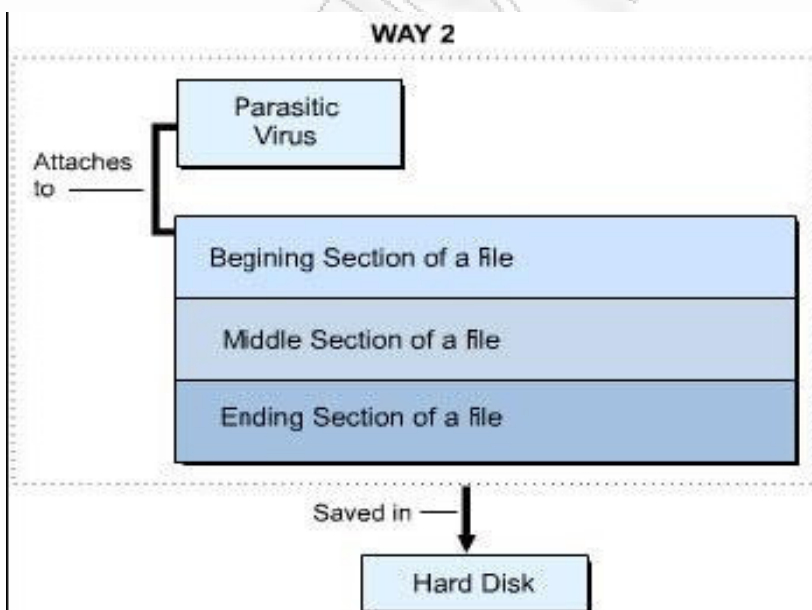 WAY 2
Parasitic
Virus
Attaches
to
Begining Section of a file
Middle Section of a file
Ending Section of a file
Saved in
Hard Disk